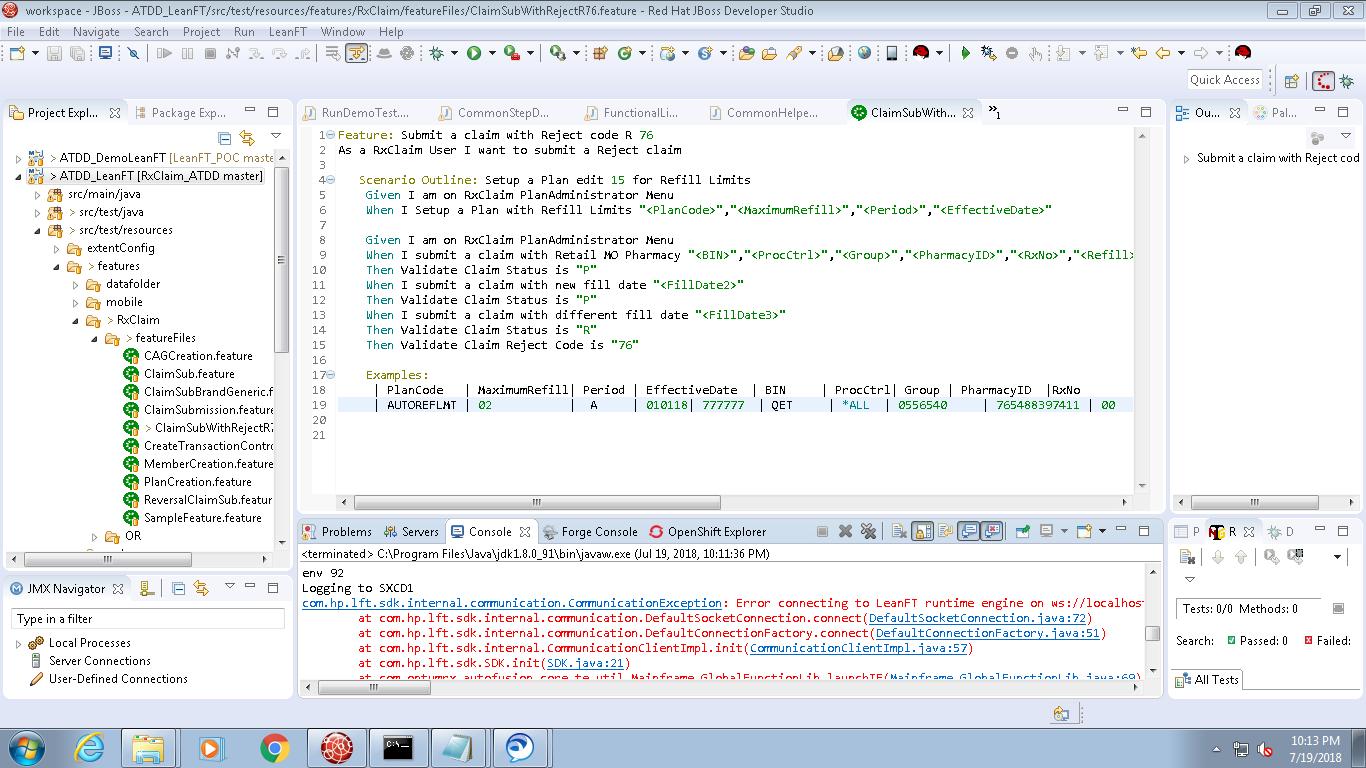 workspace - JBoss - ATDD_LeanFT/src/test/resources/features/RxClaim/featureFiles/ClaimSubWithRejectR76.feature - Red Hat JBoss Developer Studio
File Edit Navigate Search Project Run LeanFT Window Help
Quick Access
Project Expl...
Package Exp...
> ATDD_DemoLeanFT [LeanFT_POC maste
> ATDD_LeanFT [RxClaim_ATDD master]
src/main/java
> src/test/java
> src/test/resources
extentConfig
> features
datafolder
mobile
> RxClaim
> featureFiles
CAGCreation.feature
ClaimSub.feature
ClaimSubBrandGeneric.f
ClaimSubmission.feature
> ClaimSubWithRejectR7
CreateTransactionContro
MemberCreation.feature
PlanCreation.feature
ReversalClaimSub.featur
SampleFeature.feature
OR
JMX Navigator
Type in a filter
Local Processes
Server Connections
User-Defined Connections
RunDemoTest....
CommonStepD...
FunctionalLi...
CommonHelpe...
ClaimSubWith...
»1
1 Feature: Submit a claim with Reject code R 76
2 As a RxClaim User I want to submit a Reject claim
3
4 Scenario Outline: Setup a Plan edit 15 for Refill Limits
5 Given I am on RxClaim PlanAdministrator Menu
6 When I Setup a Plan with Refill Limits "<PlanCode>","<MaximumRefill>","<Period>","<EffectiveDate>"
7
8 Given I am on RxClaim PlanAdministrator Menu
9 When I submit a claim with Retail MO Pharmacy "<BIN>","<ProcCtrl>","<Group>","<PharmacyID>","<RxNo>","<Refill>
10 Then Validate Claim Status is "P"
11 When I submit a claim with new fill date "<FillDate2>"
12 Then Validate Claim Status is "P"
13 When I submit a claim with different fill date "<FillDate3>"
14 Then Validate Claim Status is "R"
15 Then Validate Claim Reject Code is "76"
16
17 Examples:
18 | PlanCode | MaximumRefill| Period | EffectiveDate | BIN | ProcCtrl| Group | PharmacyID |RxNo
19 | AUTOREFLMT | 02 | A | 010118| 777777 | QET | *ALL | 0556540 | 765488397411 | 00
20
21
Ou...
Pal...
Submit a claim with Reject cod
Problems
Servers
Console
Forge Console
OpenShift Explorer
<terminated> C:\Program Files\Java\jdk1.8.0_91\bin\javaw.exe (Jul 19, 2018, 10:11:36 PM)
env 92
Logging to SXCD1
com.hp.lft.sdk.internal.communication.CommunicationException: Error connecting to LeanFT runtime engine on ws://localhos
at com.hp.lft.sdk.internal.communication.DefaultSocketConnection.connect(DefaultSocketConnection.java:72)
at com.hp.lft.sdk.internal.communication.DefaultConnectionFactory.connect(DefaultConnectionFactory.java:51)
at com.hp.lft.sdk.internal.CommunicationClientImpl.init(CommunicationClientImpl.java:57)
at com.hp.lft.sdk.SDK.init(SDK.java:21)
at com.optumrx.autofusion.core.te.util.Mainframe_GlobalFunctionLib.launchTE(Mainframe_GlobalFunctionLib.java:69)
P
R
D
Tests: 0/0 Methods: 0
Search: Passed: 0 Failed:
All Tests
10:13 PM
7/19/2018